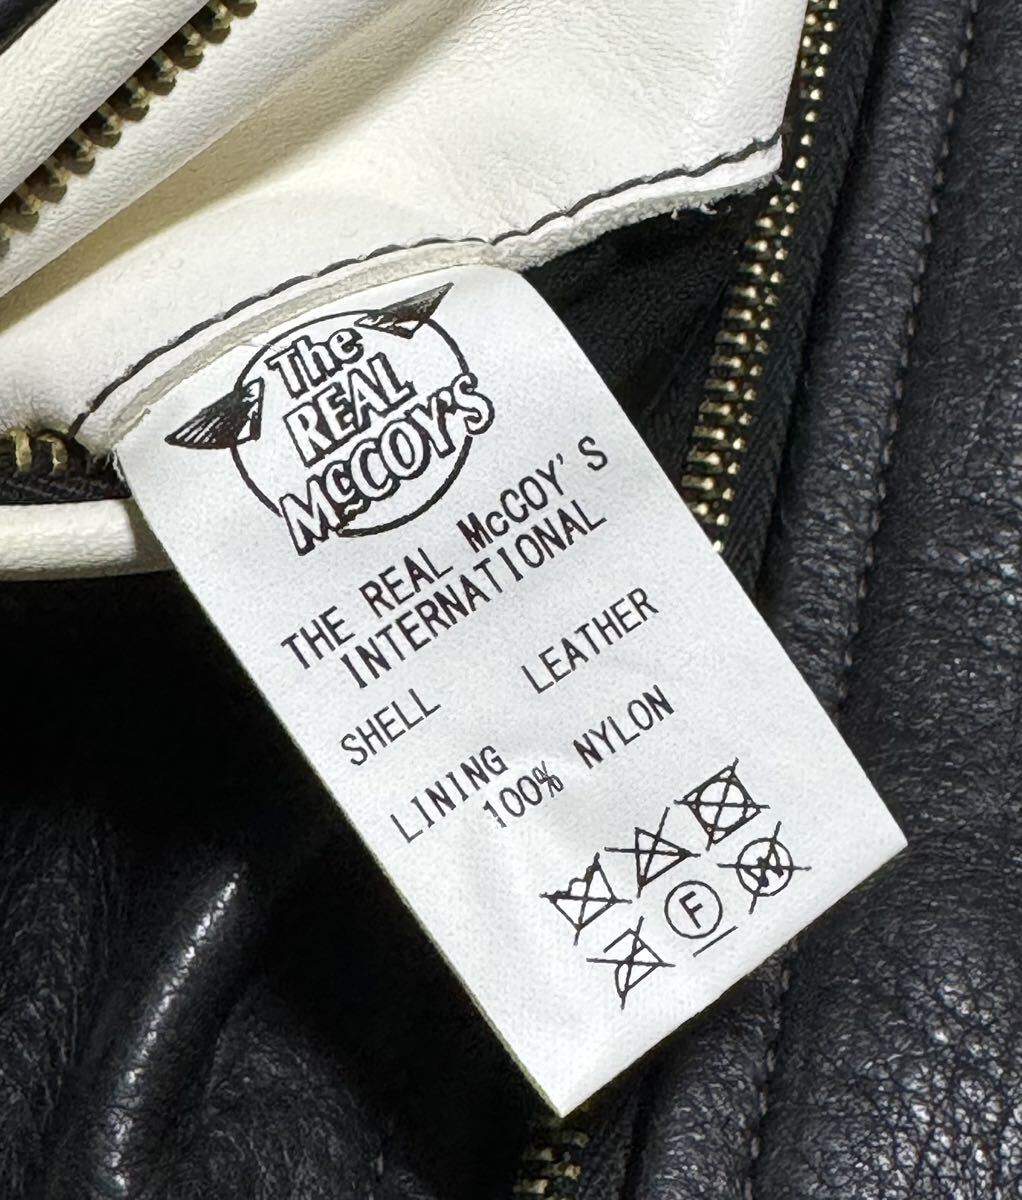 The
REAL
McCOY'S
THE REAL McCOY'S
INTERNATIONAL
SHELL LEATHER
LINING
100% NYLON
F
W